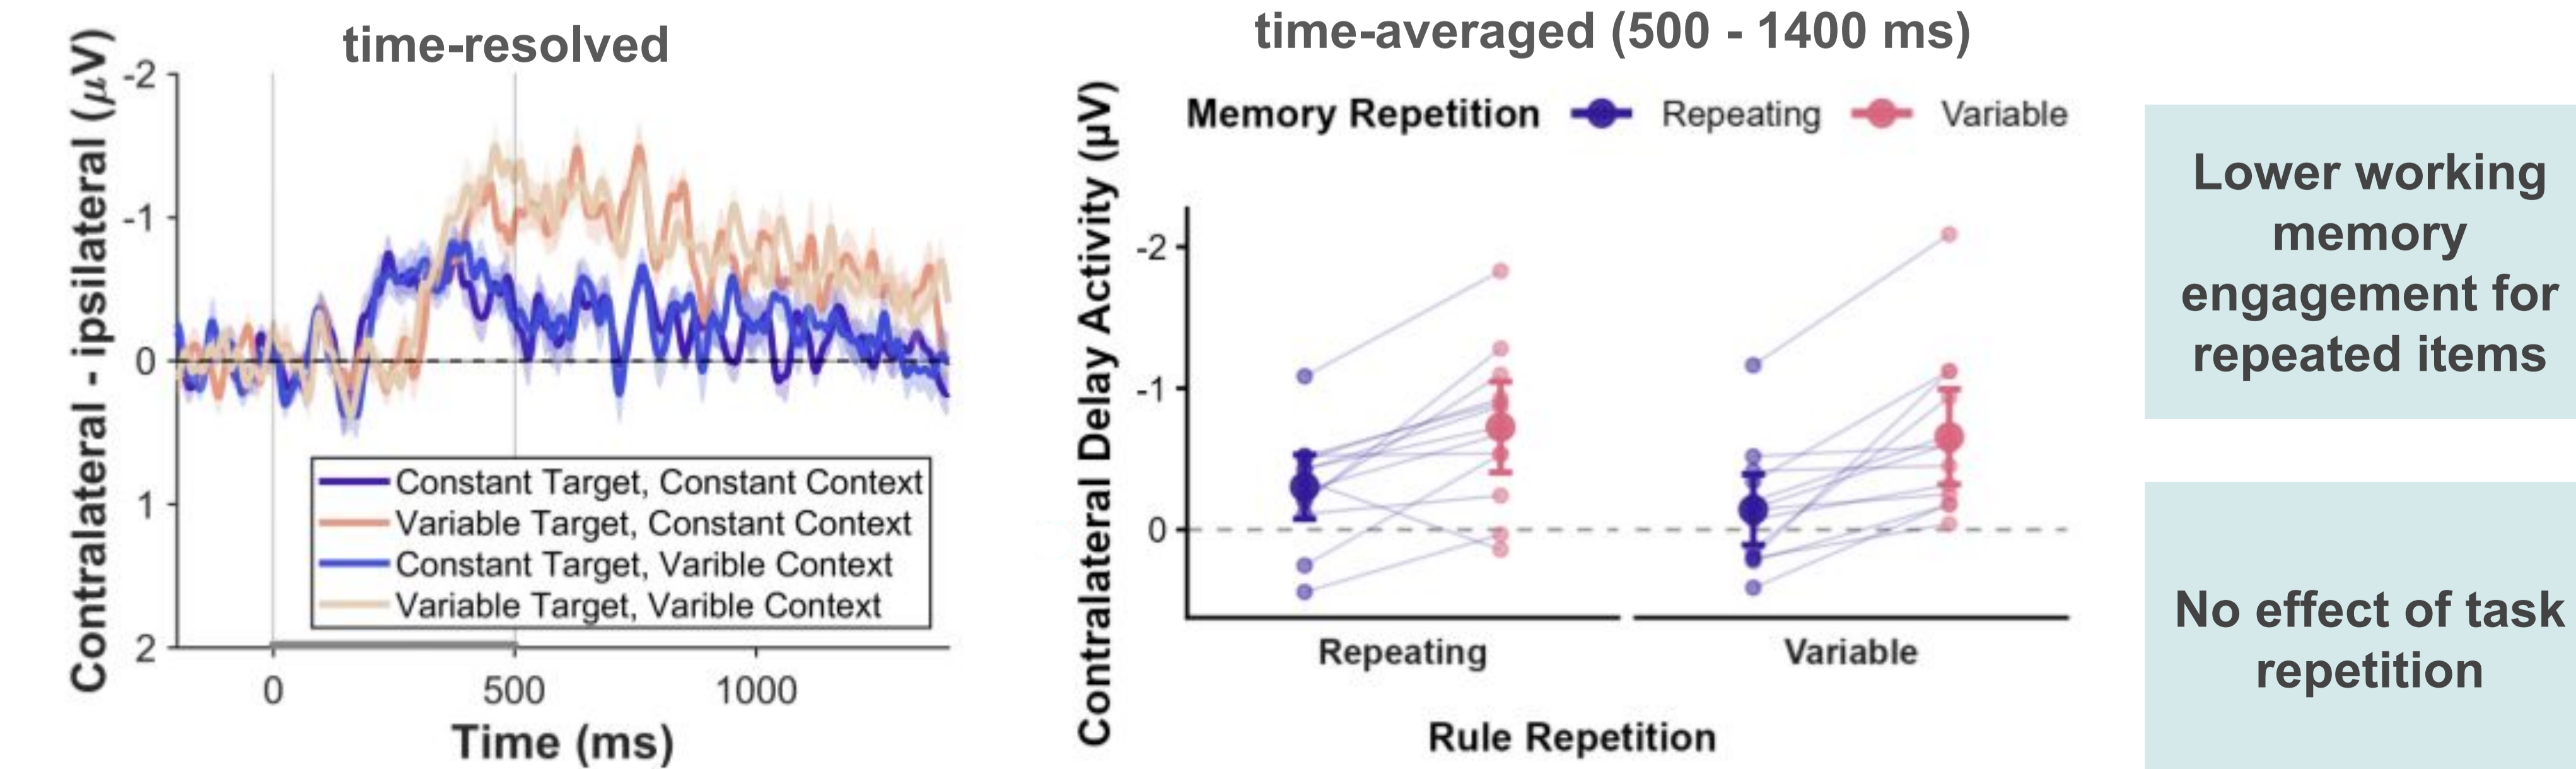 time-resolved
Contralateral - ipsilateral (μV)
-2
-1
0
1
2
Constant Target, Constant Context
Variable Target, Constant Context
Constant Target, Varible Context
Variable Target, Varible Context
0
500
1000
Time (ms)
time-averaged (500 - 1400 ms)
Memory Repetition
Repeating
Variable
Contralateral Delay Activity (μV)
-2
-1
0
Repeating
Variable
Rule Repetition
Lower working
memory
engagement for
repeated items
No effect of task
repetition